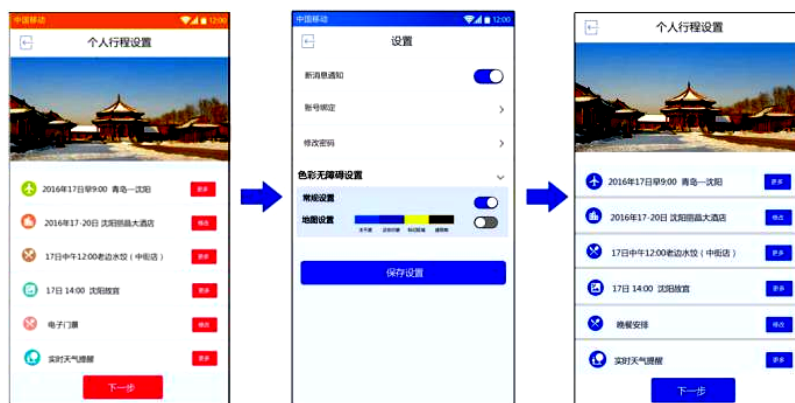 中国移动 12:00
个人行程设置
2016年17日早9:00 青岛—沈阳 更多
2016年17-20日 沈阳丽晶大酒店 修改
17日中午12:00老边水饺（中街店） 更多
17日 14:00 沈阳故宫 更多
电子门票 修改
实时天气提醒 更多
下一步
中国移动 12:00
设置
新消息通知
账号绑定
修改密码
色彩无障碍设置
常规设置
地图设置
保存设置
个人行程设置
2016年17日早9:00 青岛—沈阳 更多
2016年17-20日 沈阳丽晶大酒店 修改
17日中午12:00老边水饺（中街店） 更多
17日 14:00 沈阳故宫 更多
晚餐安排 修改
实时天气提醒 更多
下一步